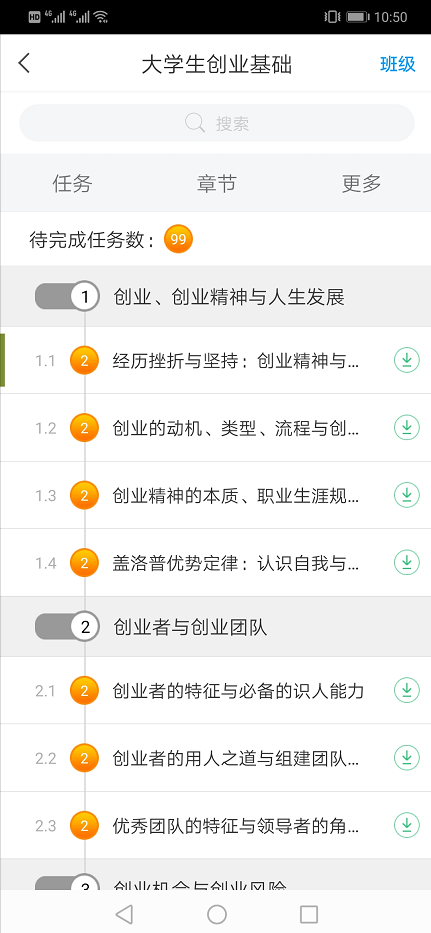 HD 4G 4G 10:50
大学生创业基础 班级
搜索
任务 章节 更多
待完成任务数： 99
1 创业、创业精神与人生发展
1.1 2 经历挫折与坚持：创业精神与...
1.2 2 创业的动机、类型、流程与创...
1.3 2 创业精神的本质、职业生涯规...
1.4 2 盖洛普优势定律：认识自我与...
2 创业者与创业团队
2.1 2 创业者的特征与必备的识人能力
2.2 2 创业者的用人之道与组建团队...
2.3 2 优秀团队的特征与领导者的角...
3 创业机会与创业风险